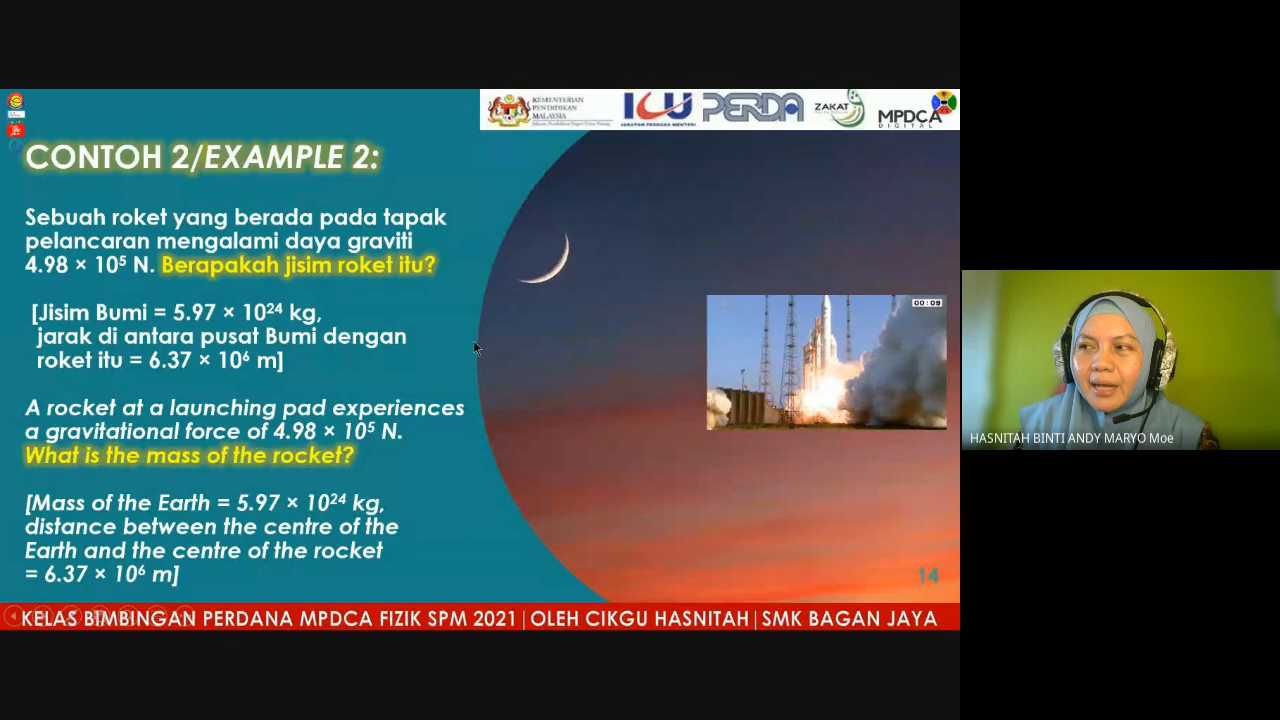 KEMENTERIAN
PENDIDIKAN
MALAYSIA
ICU
JABATAN PERDANA MENTERI
PERDA
ZAKAT
MPDCA
DIGITAL
CONTOH 2/EXAMPLE 2:
Sebuah roket yang berada pada tapak
pelancaran mengalami daya graviti
4.98 × 10⁵ N. Berapakah jisim roket itu?
[Jisim Bumi = 5.97 × 10²⁴ kg,
jarak di antara pusat Bumi dengan
roket itu = 6.37 × 10⁶ m]
A rocket at a launching pad experiences
a gravitational force of 4.98 × 10⁵ N.
What is the mass of the rocket?
[Mass of the Earth = 5.97 × 10²⁴ kg,
distance between the centre of the
Earth and the centre of the rocket
= 6.37 × 10⁶ m]
00:09
14
KELAS BIMBINGAN PERDANA MPDCA FIZIK SPM 2021|OLEH CIKGU HASNITAH|SMK BAGAN JAYA
HASNITAH BINTI ANDY MARYO Moe